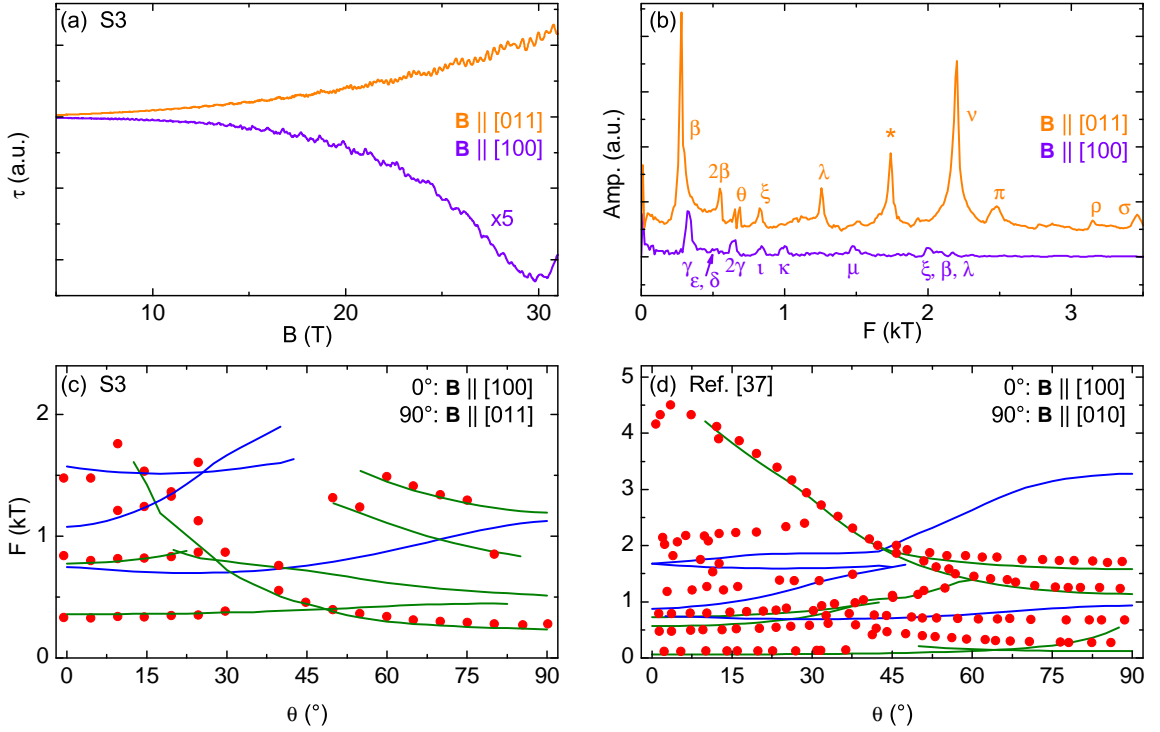 (a) S3
B || [011]
B || [100]
x5
τ (a.u.)
10 20 30
B (T)
(b)
β
2β
θ
ξ
λ
*
ν
π
ρ
σ
B || [011]
B || [100]
γ
ε, δ
2γ
ι
κ
μ
ξ, β, λ
Amp. (a.u.)
0 1 2 3
F (kT)
(c) S3
0°: B || [100]
90°: B || [011]
2
1
0
F (kT)
0 15 30 45 60 75 90
θ (°)
(d) Ref. [37]
0°: B || [100]
90°: B || [010]
5
4
3
2
1
0
0 15 30 45 60 75 90
θ (°)